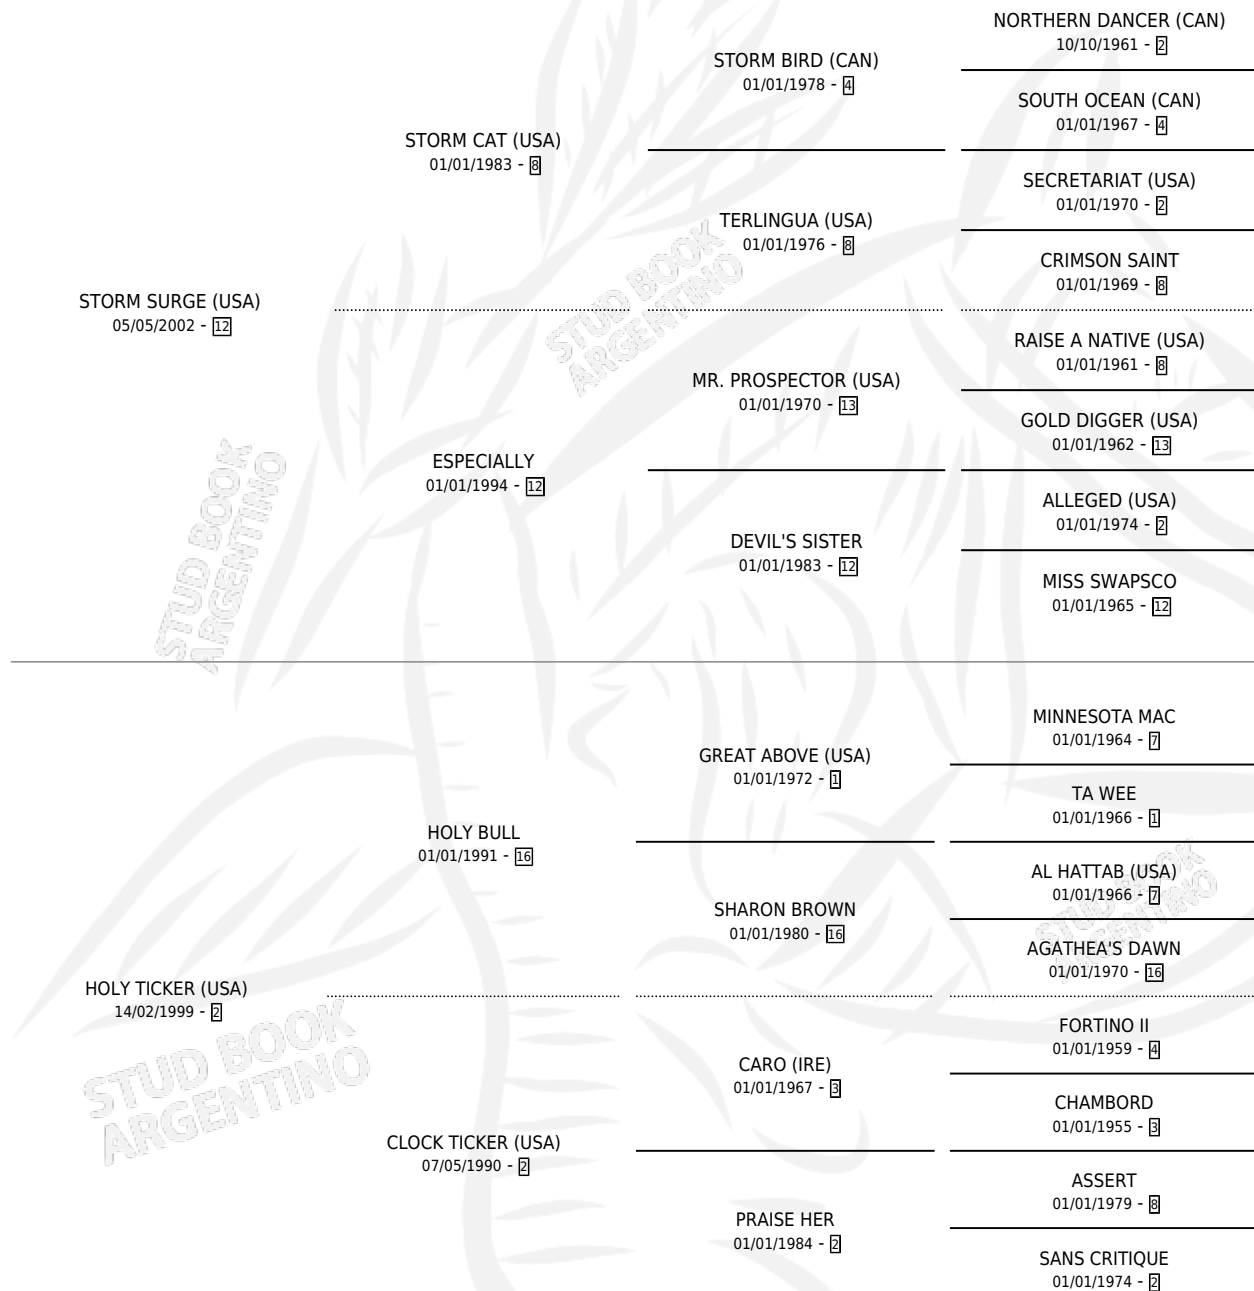 NORTHERN DANCER (CAN)
10/10/1961 - 2
STORM BIRD (CAN)
01/01/1978 - 4
SOUTH OCEAN (CAN)
01/01/1967 - 4
STORM CAT (USA)
01/01/1983 - 8
SECRETARIAT (USA)
01/01/1970 - 2
TERLINGUA (USA)
01/01/1976 - 8
CRIMSON SAINT
01/01/1969 - 8
STORM SURGE (USA)
05/05/2002 - 12
RAISE A NATIVE (USA)
01/01/1961 - 8
MR. PROSPECTOR (USA)
01/01/1970 - 13
GOLD DIGGER (USA)
01/01/1962 - 13
ESPECIALLY
01/01/1994 - 12
ALLEGED (USA)
01/01/1974 - 2
DEVIL'S SISTER
01/01/1983 - 12
MISS SWAPSCO
01/01/1965 - 12
MINNESOTA MAC
01/01/1964 - 7
GREAT ABOVE (USA)
01/01/1972 - 1
TA WEE
01/01/1966 - 1
HOLY BULL
01/01/1991 - 16
AL HATTAB (USA)
01/01/1966 - 7
SHARON BROWN
01/01/1980 - 16
AGATHEA'S DAWN
01/01/1970 - 16
HOLY TICKER (USA)
14/02/1999 - 2
FORTINO II
01/01/1959 - 4
CARO (IRE)
01/01/1967 - 3
CHAMBORD
01/01/1955 - 3
CLOCK TICKER (USA)
07/05/1990 - 2
ASSERT
01/01/1979 - 8
PRAISE HER
01/01/1984 - 2
SANS CRITIQUE
01/01/1974 - 2
STUD BOOK
ARGENTINO
STUD BOOK
ARGENTINO
STUD BOOK
ARGENTINO
STUD BOOK
ARGENTINO